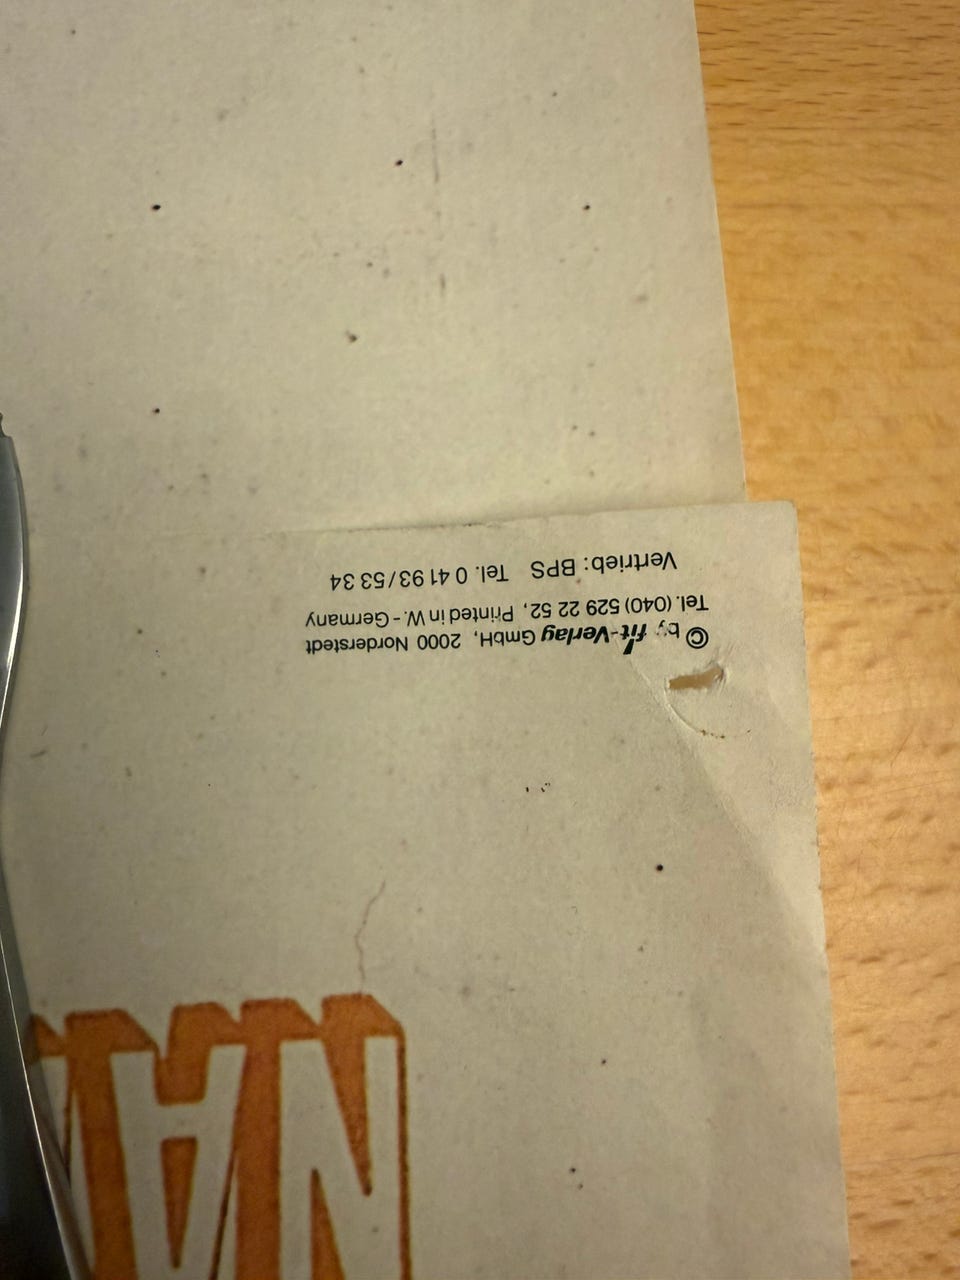 © by fit-Verlag GmbH, 2000 Norderstedt
Tel. (040) 529 22 52, Printed in W.-Germany
Vertrieb: BPS Tel. 0 41 93/53 34
NA